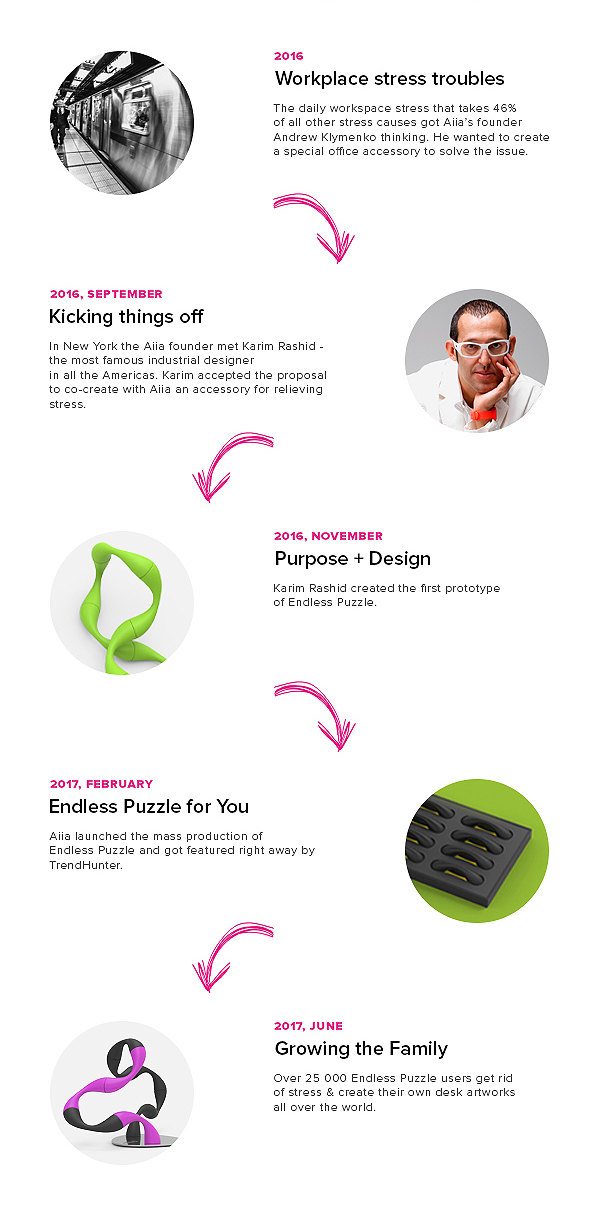 2016
Workplace stress troubles
The daily workspace stress that takes 46%
of all other stress causes got Aiia's founder
Andrew Klymenko thinking. He wanted to create
a special office accessory to solve the issue.
2016, SEPTEMBER
Kicking things off
In New York the Aiia founder met Karim Rashid -
the most famous industrial designer
in all the Americas. Karim accepted the proposal
to co-create with Aiia an accessory for relieving
stress.
2016, NOVEMBER
Purpose + Design
Karim Rashid created the first prototype
of Endless Puzzle.
2017, FEBRUARY
Endless Puzzle for You
Aiia launched the mass production of
Endless Puzzle and got featured right away by
TrendHunter.
2017, JUNE
Growing the Family
Over 25 000 Endless Puzzle users get rid
of stress & create their own desk artworks
all over the world.